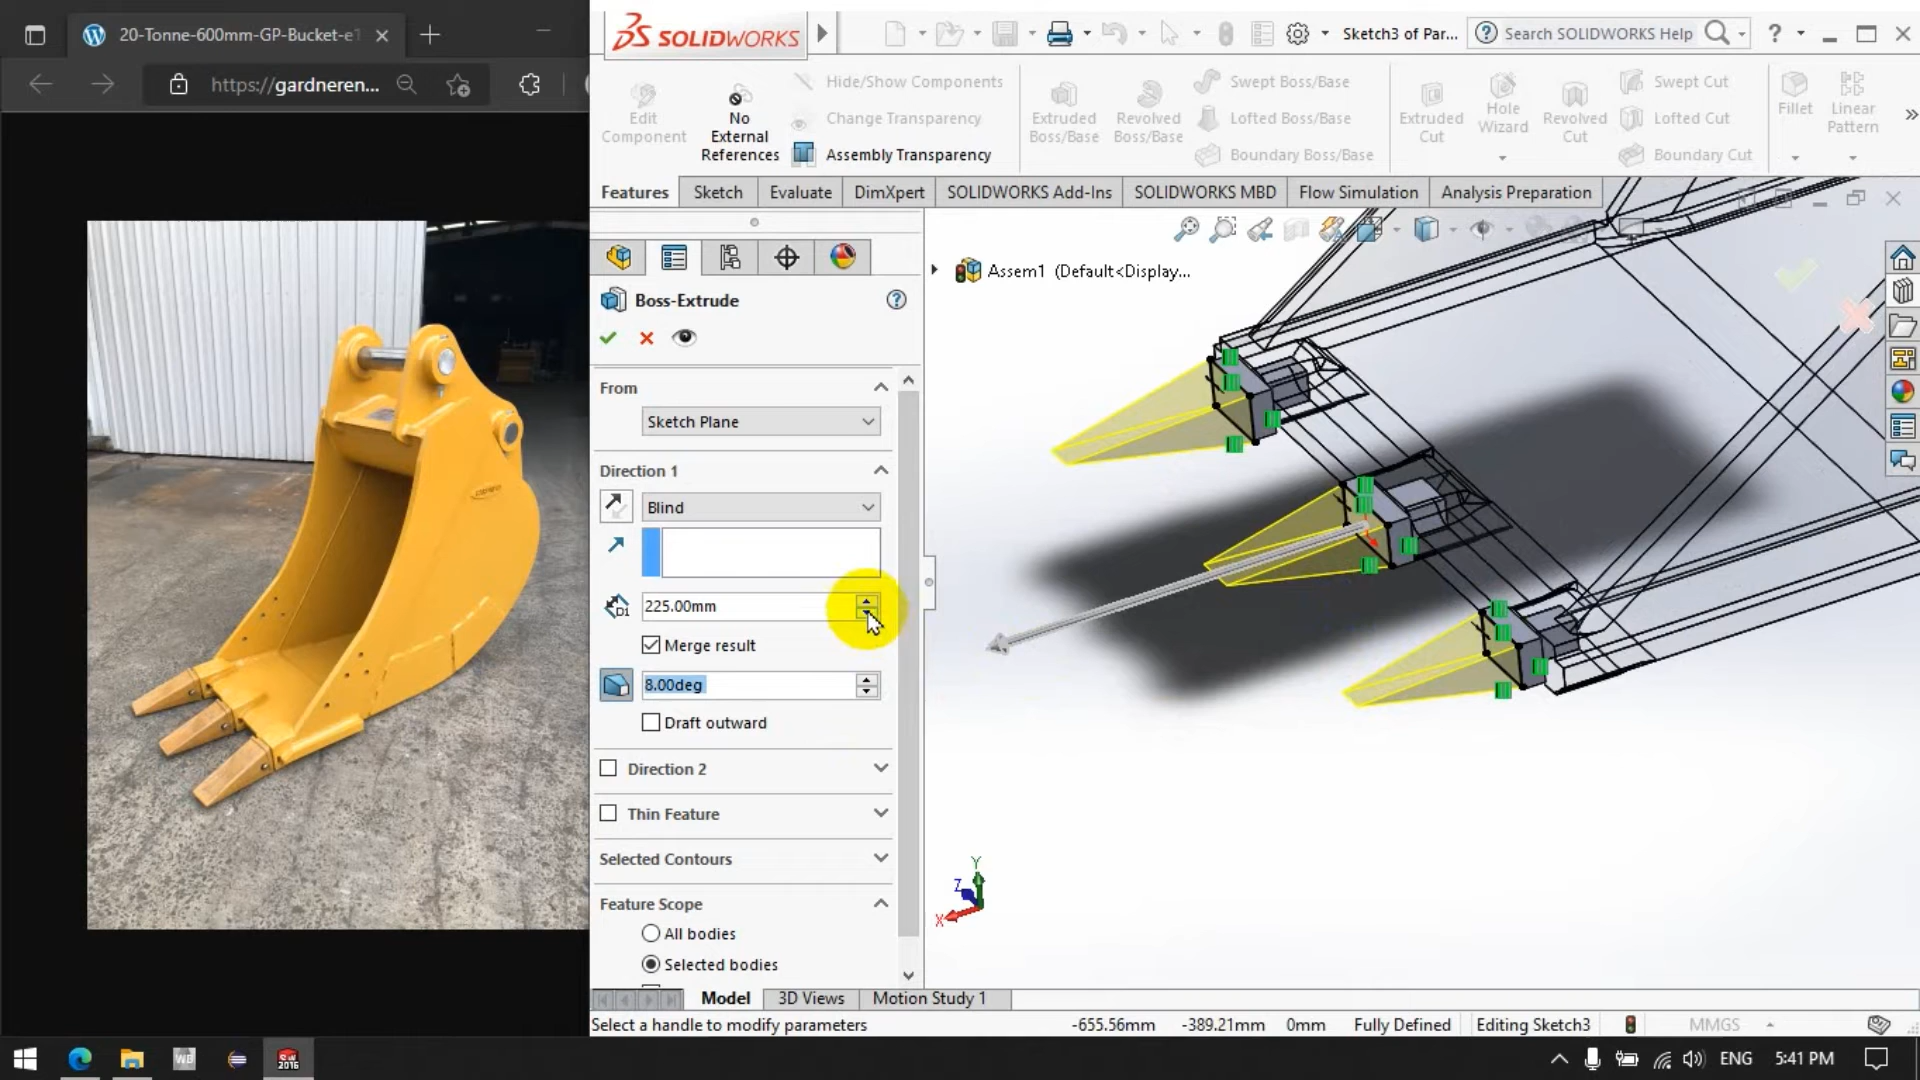 20-Tonne-600mm-GP-Bucket-e1
https://gardneren...
SOLIDWORKS
Sketch3 of Par...
Search SOLIDWORKS Help
Edit
Component
No
External
References
Hide/Show Components
Change Transparency
Assembly Transparency
Extruded
Boss/Base
Revolved
Boss/Base
Swept Boss/Base
Lofted Boss/Base
Boundary Boss/Base
Extruded
Cut
Hole
Wizard
Revolved
Cut
Swept Cut
Lofted Cut
Boundary Cut
Fillet
Linear
Pattern
Features
Sketch
Evaluate
DimXpert
SOLIDWORKS Add-Ins
SOLIDWORKS MBD
Flow Simulation
Analysis Preparation
Assem1 (Default<Display...
Boss-Extrude
From
Sketch Plane
Direction 1
Blind
D1
225.00mm
Merge result
8.00deg
Draft outward
Direction 2
Thin Feature
Selected Contours
Feature Scope
All bodies
Selected bodies
Y
Z
X
Model
3D Views
Motion Study 1
Select a handle to modify parameters
-655.56mm
-389.21mm
0mm
Fully Defined
Editing Sketch3
MMGS
WB
SW
2016
ENG
5:41 PM